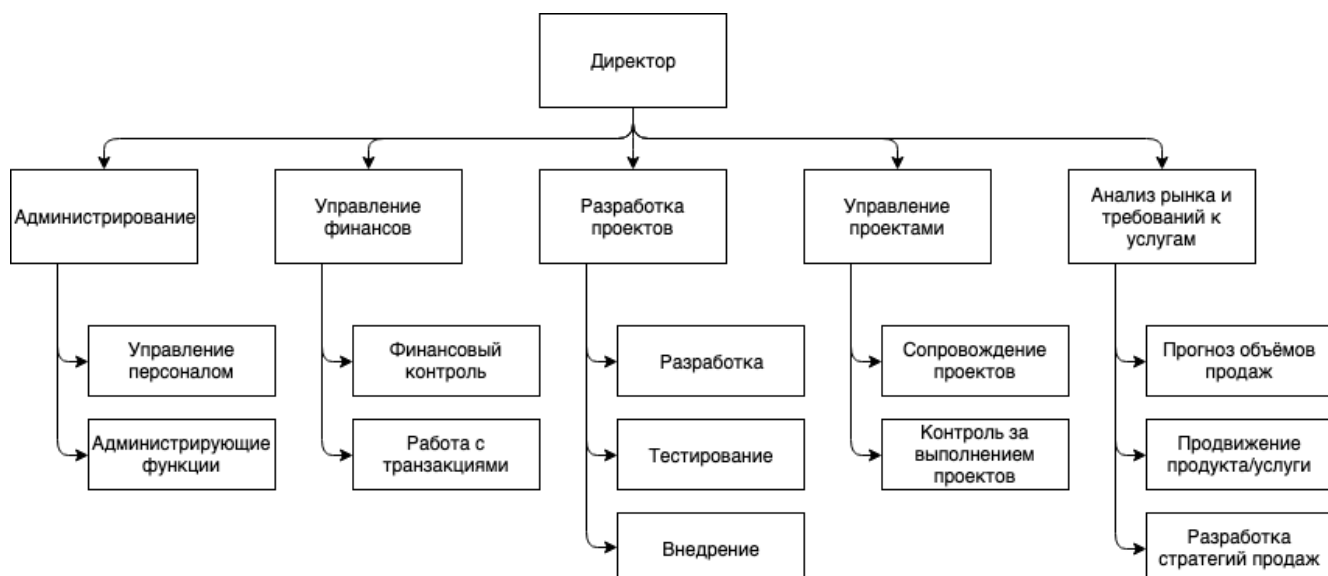 Директор
Администрирование
Управление
финансов
Разработка
проектов
Управление
проектами
Анализ рынка и
требований к
услугам
Управление
персоналом
Администрирующие
функции
Финансовый
контроль
Работа с
транзакциями
Разработка
Тестирование
Внедрение
Сопровождение
проектов
Контроль за
выполнением
проектов
Прогноз объёмов
продаж
Продвижение
продукта/услуги
Разработка
стратегий продаж